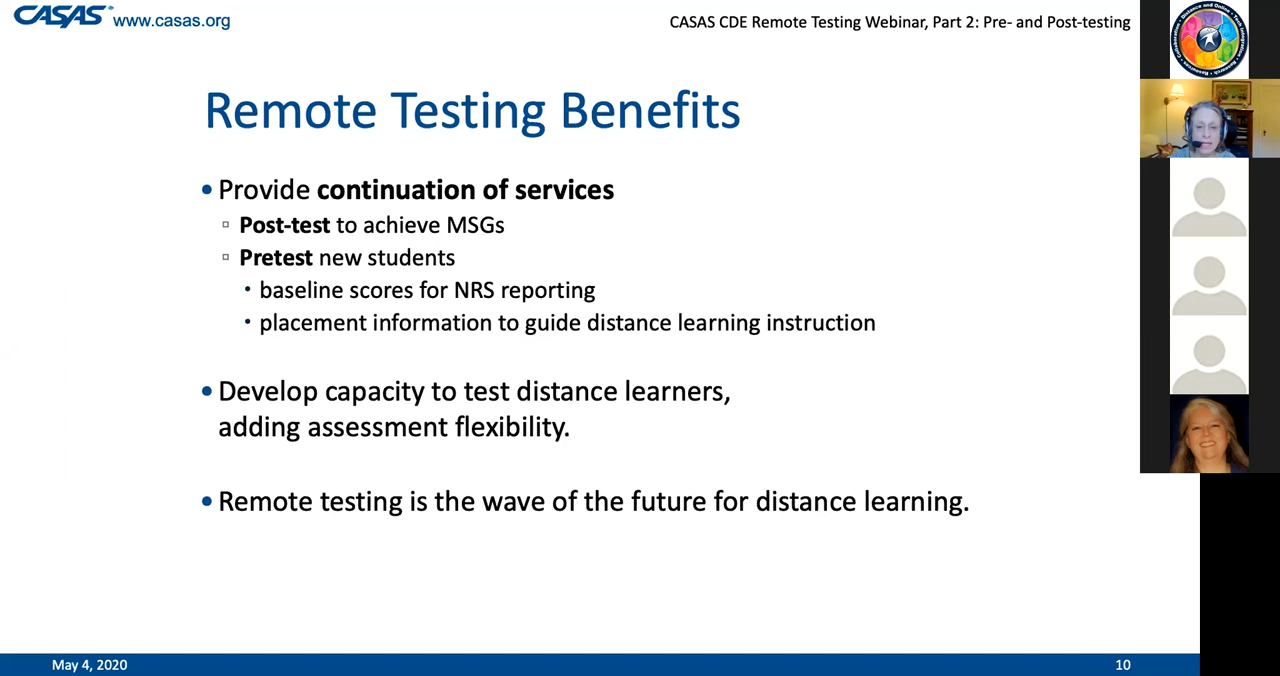 CASAS www.casas.org
CASAS CDE Remote Testing Webinar, Part 2: Pre- and Post-testing
Remote Testing Benefits
• Provide continuation of services
▫ Post-test to achieve MSGs
▫ Pretest new students
• baseline scores for NRS reporting
• placement information to guide distance learning instruction
• Develop capacity to test distance learners,
adding assessment flexibility.
• Remote testing is the wave of the future for distance learning.
May 4, 2020
10